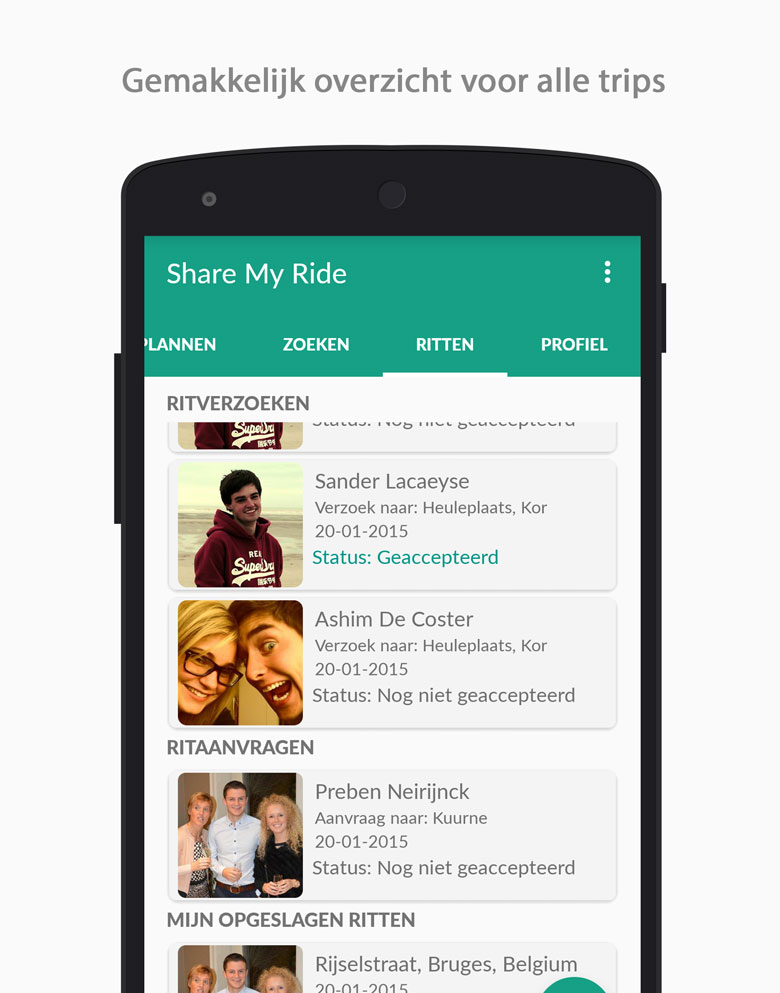 Gemakkelijk overzicht voor alle trips
Share My Ride
PLANNEN ZOEKEN RITTEN PROFIEL
RITVERZOEKEN
Status: Nog niet geaccepteerd
Superdry
Sander Lacaeyse
Verzoek naar: Heuleplaats, Kor
20-01-2015
Status: Geaccepteerd
Superdry
Ashim De Coster
Verzoek naar: Heuleplaats, Kor
20-01-2015
Status: Nog niet geaccepteerd
RITAANVRAGEN
Preben Neirijnck
Aanvraag naar: Kuurne
20-01-2015
Status: Nog niet geaccepteerd
MIJN OPGESLAGEN RITTEN
Rijselstraat, Bruges, Belgium
20-01-2015